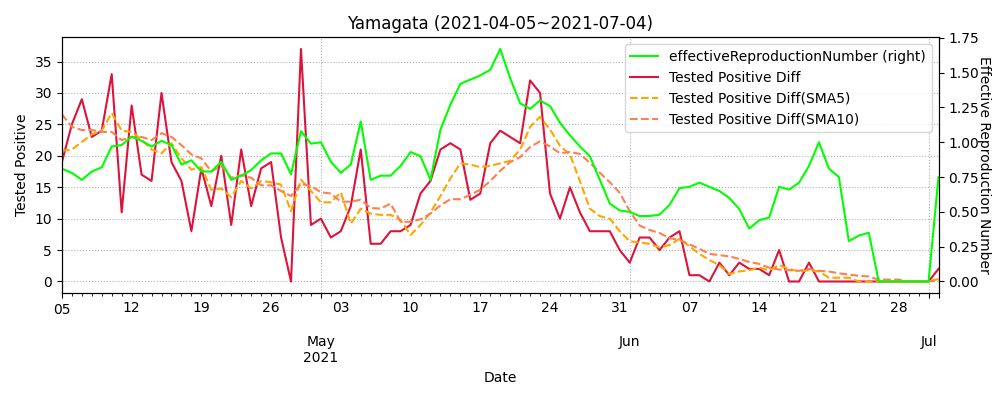 Yamagata (2021-04-05~2021-07-04)
effectiveReproductionNumber (right)
Tested Positive Diff
Tested Positive Diff(SMA5)
Tested Positive Diff(SMA10)
Tested Positive
35
30
25
20
15
10
5
0
1.75
1.50
1.25
1.00
0.75
0.50
0.25
0.00
Effective Reproduction Number
05 12 19 26 03 10 17 24 31 07 14 21 28
May Jun Jul
2021
Date